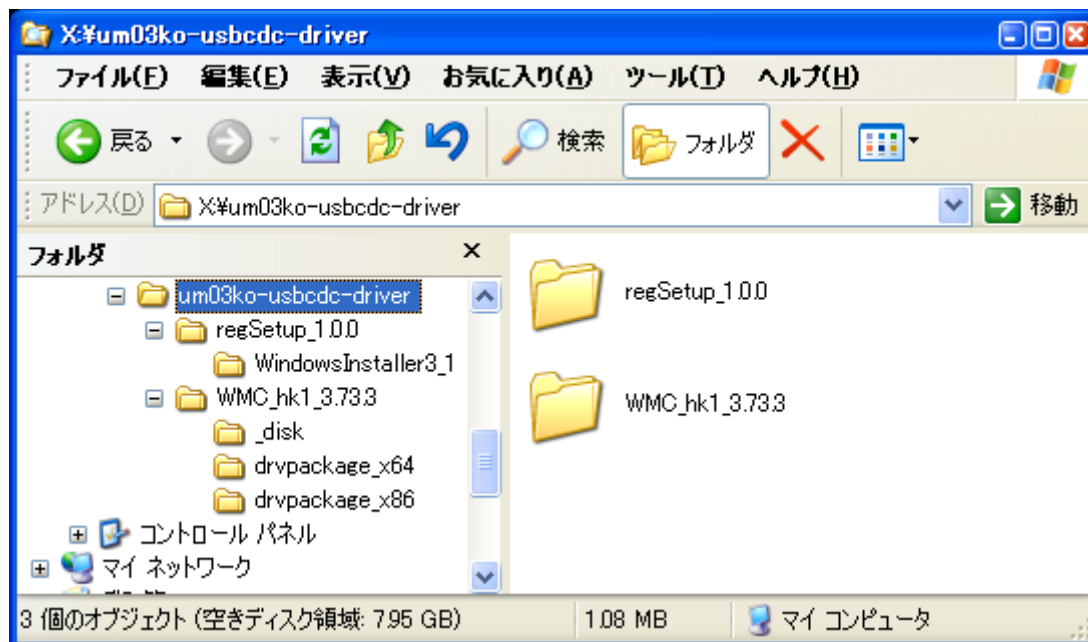 X:¥um03ko-usbcdc-driver
ファイル(F) 編集(E) 表示(V) お気に入り(A) ツール(T) ヘルプ(H)
戻る 検索 フォルダ
アドレス(D) X:¥um03ko-usbcdc-driver 移動
フォルダ
um03ko-usbcdc-driver
regSetup_1.0.0
WindowsInstaller3_1
WMC_hk1_3.73.3
_disk
drvpackage_x64
drvpackage_x86
コントロール パネル
マイ ネットワーク
regSetup_1.0.0
WMC_hk1_3.73.3
3 個のオブジェクト (空きディスク領域: 7.95 GB) 1.08 MB マイ コンピュータ